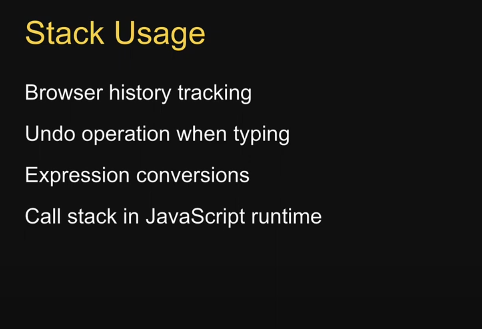 Stack Usage
Browser history tracking
Undo operation when typing
Expression conversions
Call stack in JavaScript runtime